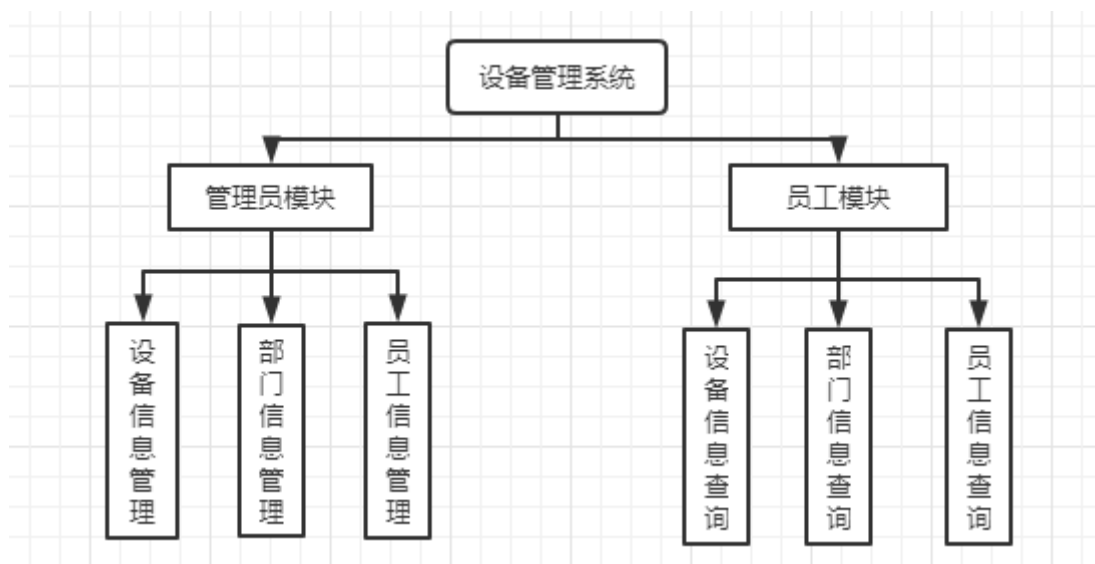 设备管理系统
管理员模块
员工模块
设备信息管理
部门信息管理
员工信息管理
设备信息查询
部门信息查询
员工信息查询